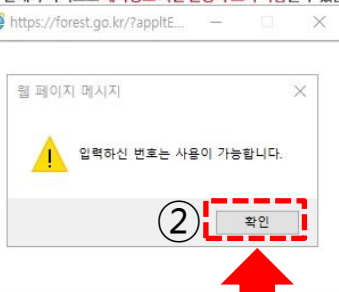 https://forest.go.kr/?appltE...
웹 페이지 메시지
입력하신 번호는 사용이 가능합니다.
② 확인